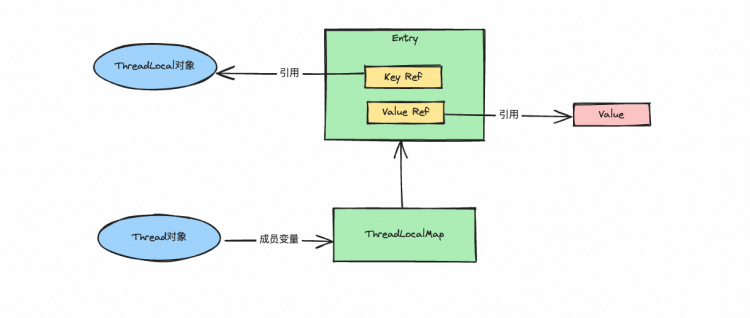 Entry
ThreadLocal对象
引用
Key Ref
Value Ref
引用
Value
Thread对象
成员变量
ThreadLocalMap